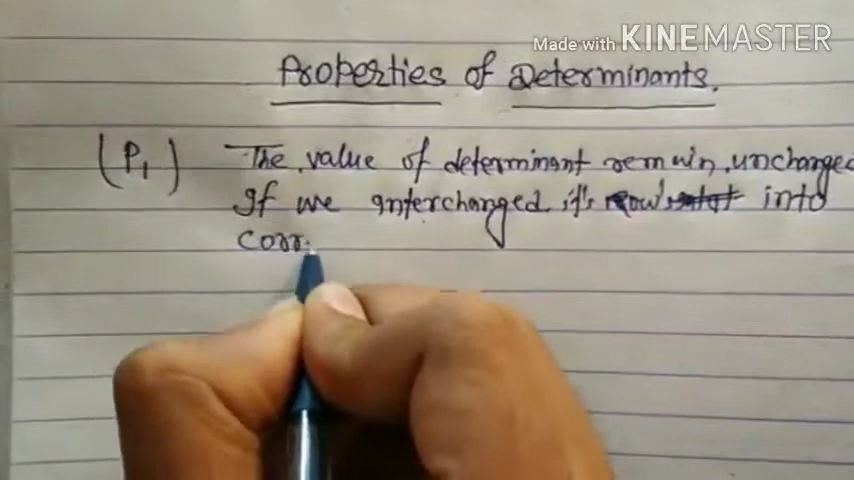 Made with KINEMASTER
Properties of Determinants.
(P1) The value of determinant remain unchanged
If we interchanged it's row's into
corr